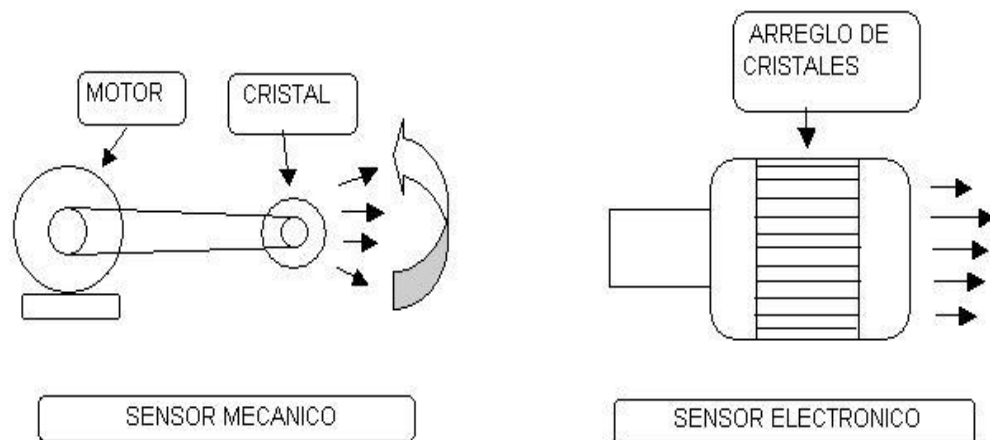 MOTOR
CRISTAL
ARREGLO DE
CRISTALES
SENSOR MECANICO
SENSOR ELECTRONICO